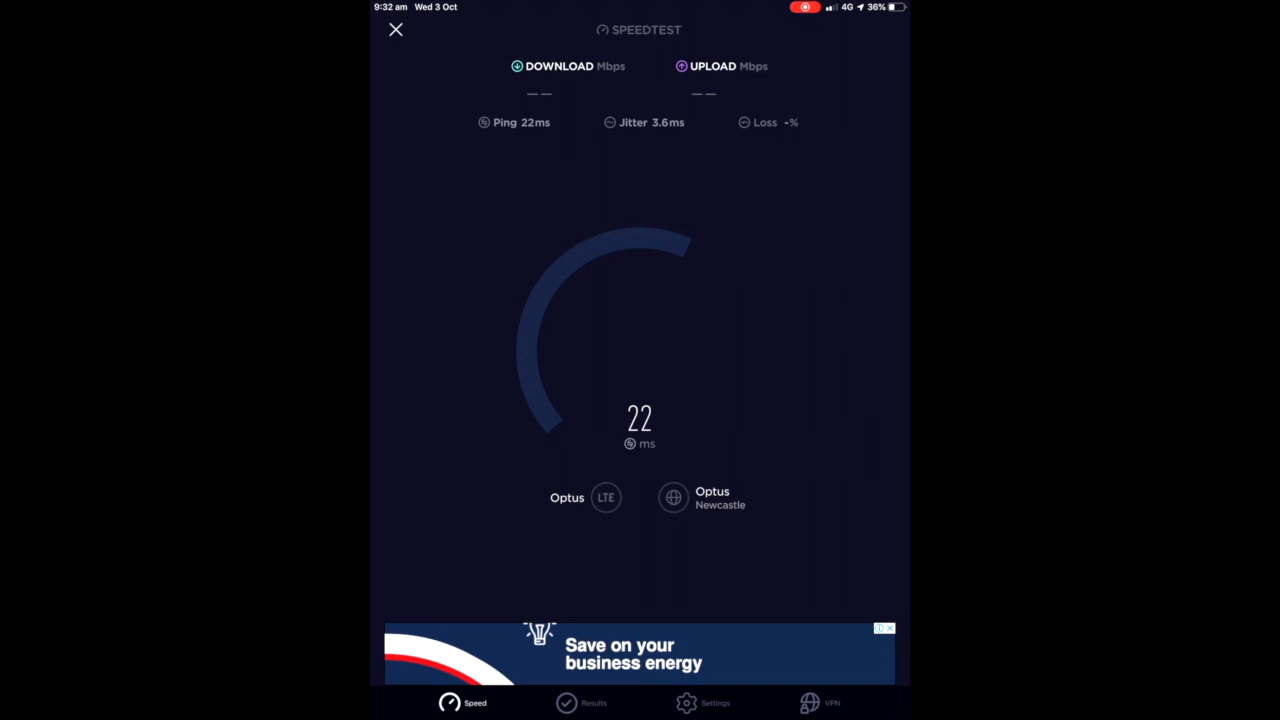 9:32 am Wed 3 Oct 4G 36%
SPEEDTEST
DOWNLOAD Mbps UPLOAD Mbps
— — — —
Ping 22ms Jitter 3.6ms Loss -%
22
ms
Optus LTE Optus
Newcastle
Save on your
business energy
Speed Results Settings VPN